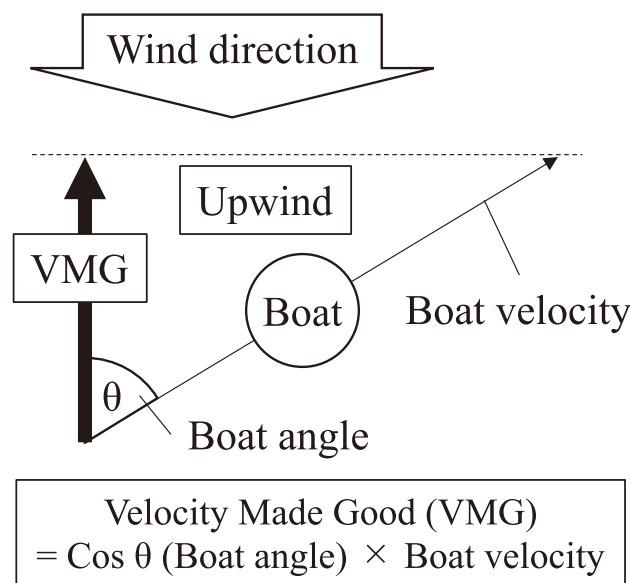 Wind direction
Upwind
VMG
Boat
Boat velocity
θ
Boat angle
Velocity Made Good (VMG)
= Cos θ (Boat angle) × Boat velocity